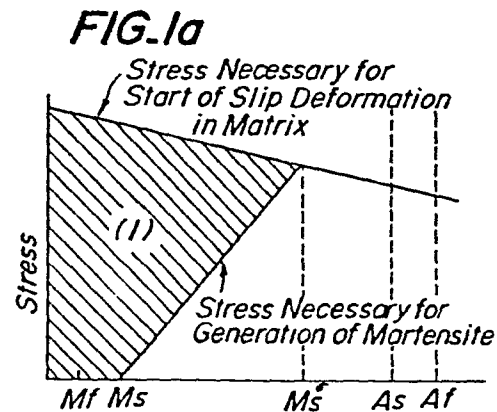 FIG_1a
Stress Necessary for
Start of Slip Deformation
in Matrix
(1)
Stress
Stress Necessary for
Generation of Martensite
Mf Ms Ms' As Af